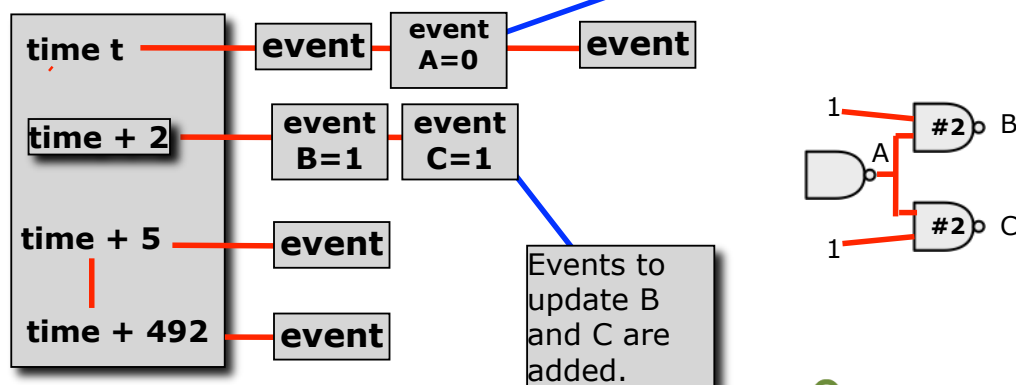 time t
event
event
A=0
event
time + 2
event
B=1
event
C=1
time + 5
event
time + 492
event
Events to
update B
and C are
added.
1
#2
B
A
#2
C
1